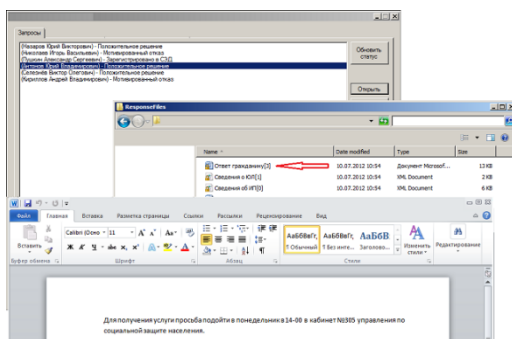 Запросы
(Назаров Юрий Викторович) - Положительное решение
(Николаев Игорь Васильевич) - Мотивированный отказ
(Пушкин Александр Сергеевич) - Зарегистрировано в СЭД
(Антонов Юрий Владимирович) - Положительное решение
(Селезнёв Виктор Олегович) - Положительное решение
(Кириллов Андрей Владимирович) - Мотивированный отказ
Обновить
статус
Открыть
ResponseFiles
Name Date modified Type Size
Ответ гражданину[3] 10.07.2012 10:54 Документ Microsof... 13 KB
Сведения о ЮЛ[1] 10.07.2012 10:54 XML Document 2 KB
Сведения об ИП[0] 10.07.2012 10:54 XML Document 6 KB
Файл Главная Вставка Разметка страницы Ссылки Рассылки Рецензирование Вид
Calibri (Осно 11
Вставить
Ж К Ч
АаБбВвГг, АаБбВвГг, АаБбВ
Обычный Без инте... Заголово...
Изменить
стили
Редактирование
Буфер обмена Шрифт Абзац Стили
Для получения услуги просьба подойти в понедельник в 14-00 в кабинет №305 управления по
социальной защите населения.